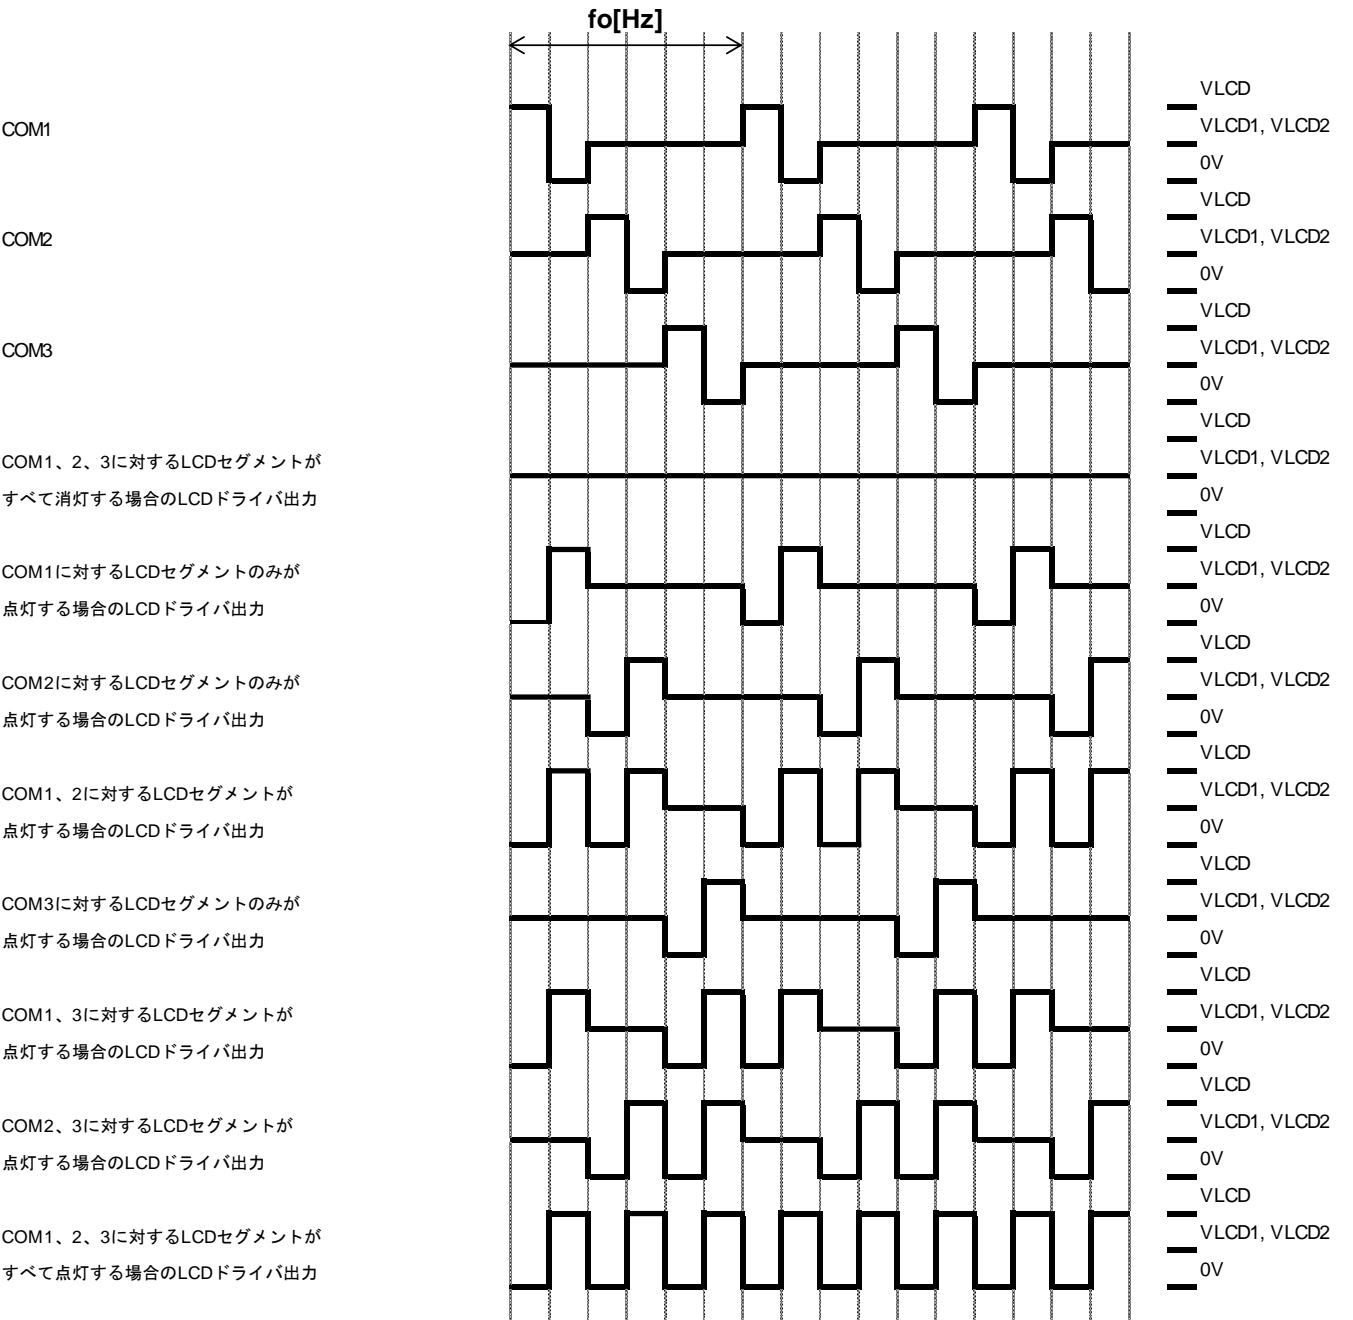 fo[Hz]
VLCD
COM1
VLCD1, VLCD2
0V
VLCD
COM2
VLCD1, VLCD2
0V
VLCD
COM3
VLCD1, VLCD2
0V
VLCD
COM1、2、3に対するLCDセグメントが
VLCD1, VLCD2
すべて消灯する場合のLCDドライバ出力
0V
VLCD
COM1に対するLCDセグメントのみが
VLCD1, VLCD2
点灯する場合のLCDドライバ出力
0V
VLCD
COM2に対するLCDセグメントのみが
VLCD1, VLCD2
点灯する場合のLCDドライバ出力
0V
VLCD
COM1、2に対するLCDセグメントが
VLCD1, VLCD2
点灯する場合のLCDドライバ出力
0V
VLCD
COM3に対するLCDセグメントのみが
VLCD1, VLCD2
点灯する場合のLCDドライバ出力
0V
VLCD
COM1、3に対するLCDセグメントが
VLCD1, VLCD2
点灯する場合のLCDドライバ出力
0V
VLCD
COM2、3に対するLCDセグメントが
VLCD1, VLCD2
点灯する場合のLCDドライバ出力
0V
VLCD
COM1、2、3に対するLCDセグメントが
VLCD1, VLCD2
すべて点灯する場合のLCDドライバ出力
0V